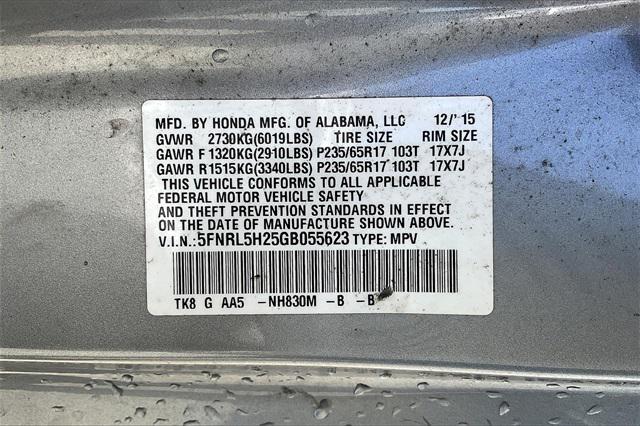 MFD. BY HONDA MFG. OF ALABAMA, LLC 12/'15
GVWR 2730KG(6019LBS) TIRE SIZE RIM SIZE
GAWR F 1320KG(2910LBS) P235/65R17 103T 17X7J
GAWR R1515KG(3340LBS) P235/65R17 103T 17X7J
THIS VEHICLE CONFORMS TO ALL APPLICABLE
FEDERAL MOTOR VEHICLE SAFETY
AND THEFT PREVENTION STANDARDS IN EFFECT
ON THE DATE OF MANUFACTURE SHOWN ABOVE.
V.I.N.:5FNRL5H25GB055623 TYPE: MPV
TK8 G AA5 -NH830M -B -B